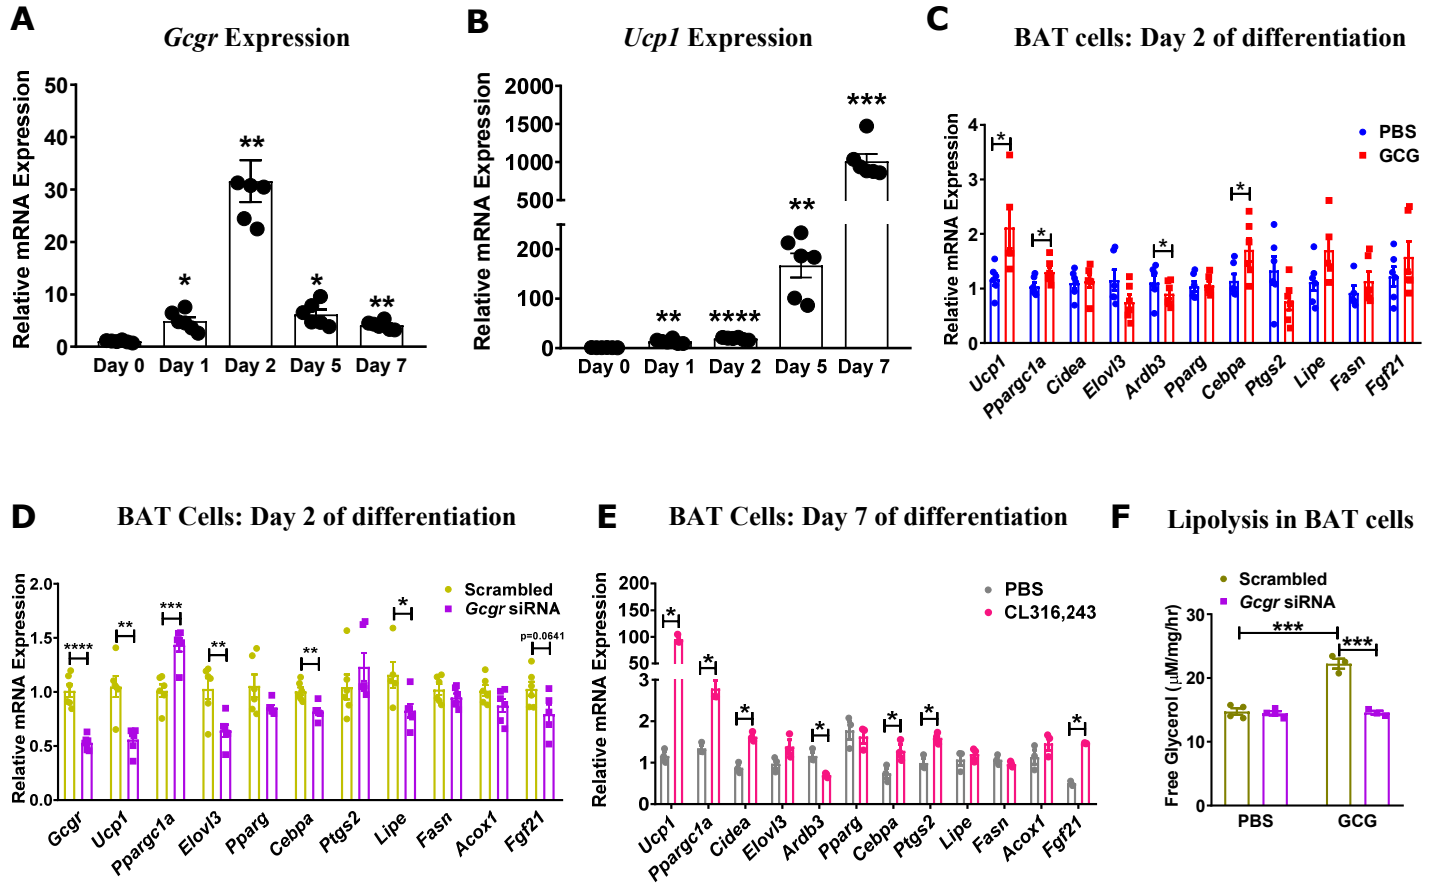 A
Gcgr Expression
Relative mRNA Expression
50
40
30
20
10
0
*
**
*
**
Day 0 Day 1 Day 2 Day 5 Day 7
B
Ucp1 Expression
Relative mRNA Expression
2000
1500
1000
500
200
100
0
**
****
**
***
Day 0 Day 1 Day 2 Day 5 Day 7
C
BAT cells: Day 2 of differentiation
Relative mRNA Expression
4
3
2
1
0
PBS
GCG
*
*
*
*
Ucp1
Ppargc1a
Cidea
Elovl3
Ardb3
Pparg
Cebpa
Ptgs2
Lipe
Fasn
Fgf21
D
BAT Cells: Day 2 of differentiation
Relative mRNA Expression
2.0
1.5
1.0
0.5
0.0
Scrambled
Gcgr siRNA
****
**
***
**
**
*
p=0.0641
Gcgr
Ucp1
Ppargc1a
Elovl3
Pparg
Cebpa
Ptgs2
Lipe
Fasn
Acox1
Fgf21
E
BAT Cells: Day 7 of differentiation
Relative mRNA Expression
200
150
100
50
3
2
1
0
PBS
CL316,243
*
*
*
*
*
*
*
Ucp1
Ppargc1a
Cidea
Elovl3
Ardb3
Pparg
Cebpa
Ptgs2
Lipe
Fasn
Acox1
Fgf21
F
Lipolysis in BAT cells
Scrambled
Gcgr siRNA
Free Glycerol (μM/mg/hr)
30
20
10
0
***
***
PBS
GCG